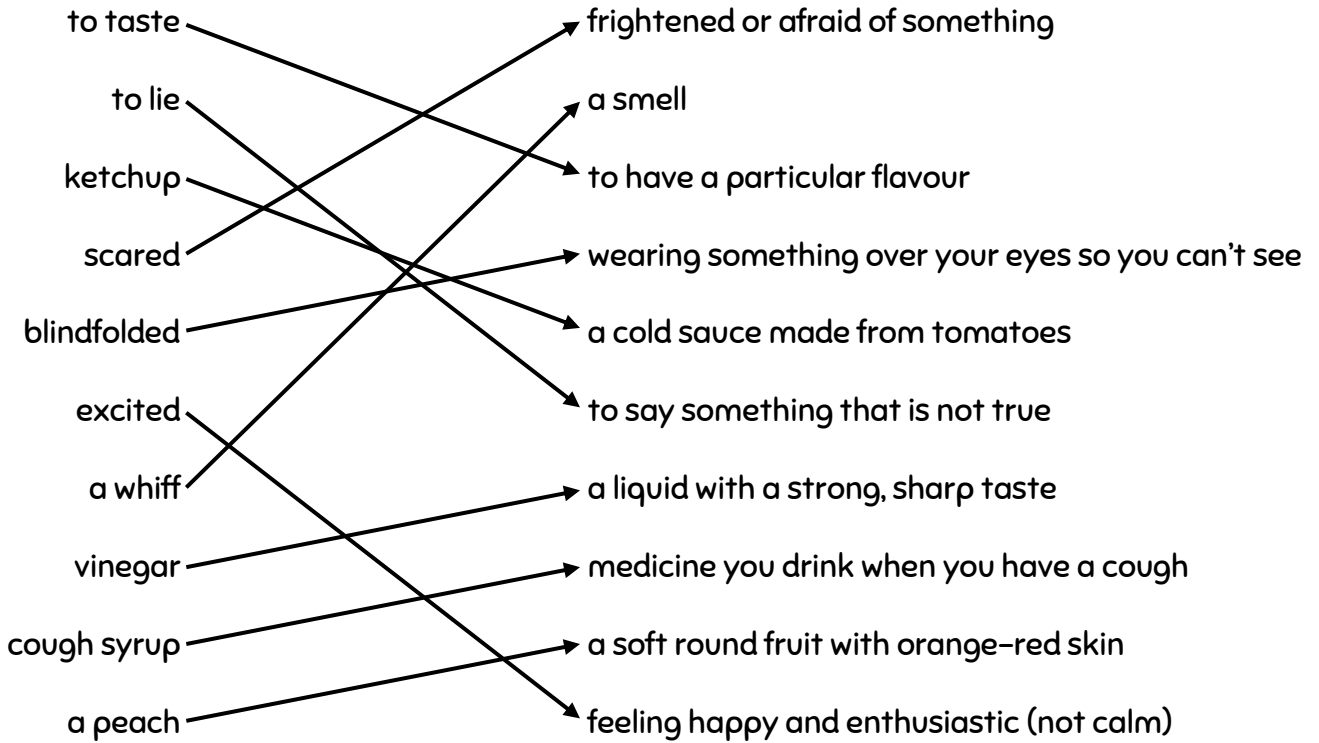 to taste frightened or afraid of something
to lie a smell
ketchup to have a particular flavour
scared wearing something over your eyes so you can't see
blindfolded a cold sauce made from tomatoes
excited to say something that is not true
a whiff a liquid with a strong, sharp taste
vinegar medicine you drink when you have a cough
cough syrup a soft round fruit with orange-red skin
a peach feeling happy and enthusiastic (not calm)